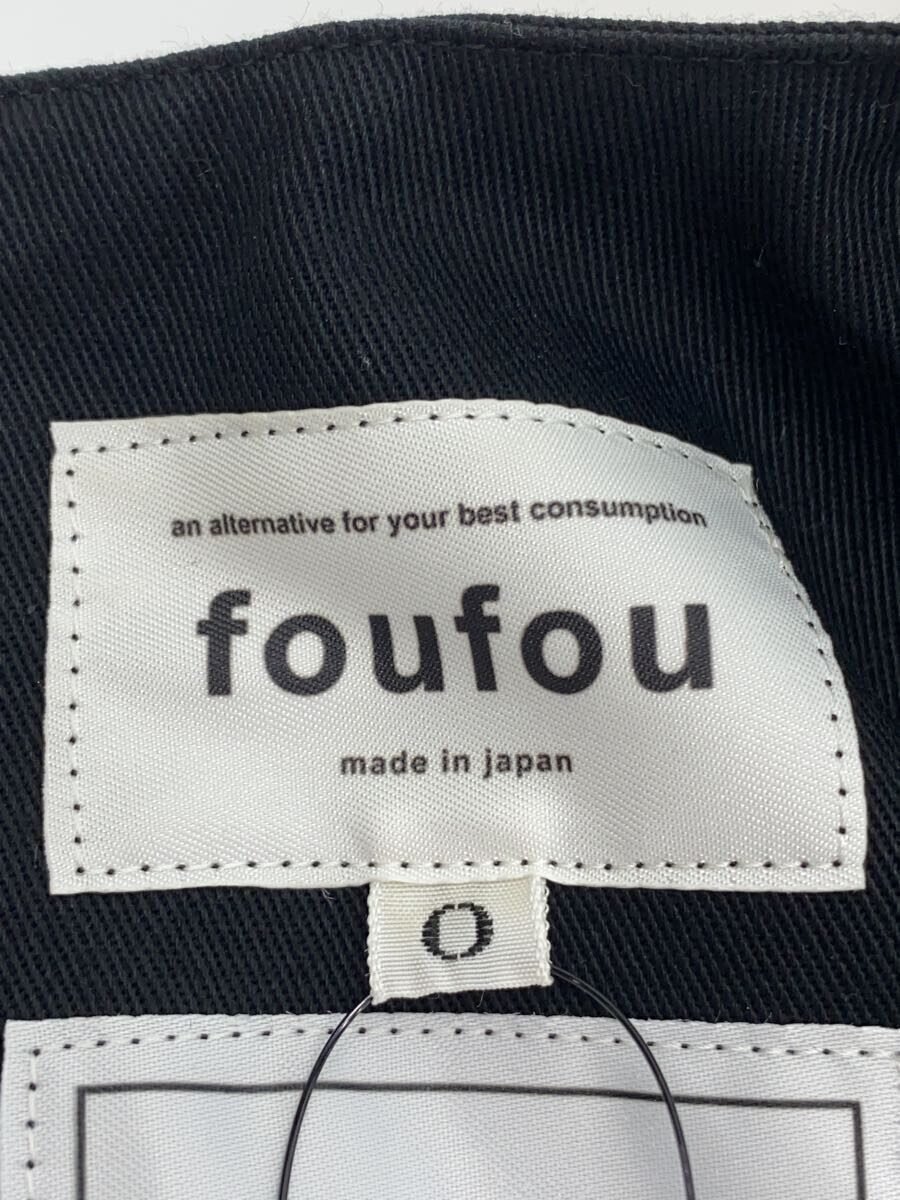 an alternative for your best consumption
foufou
made in japan
0